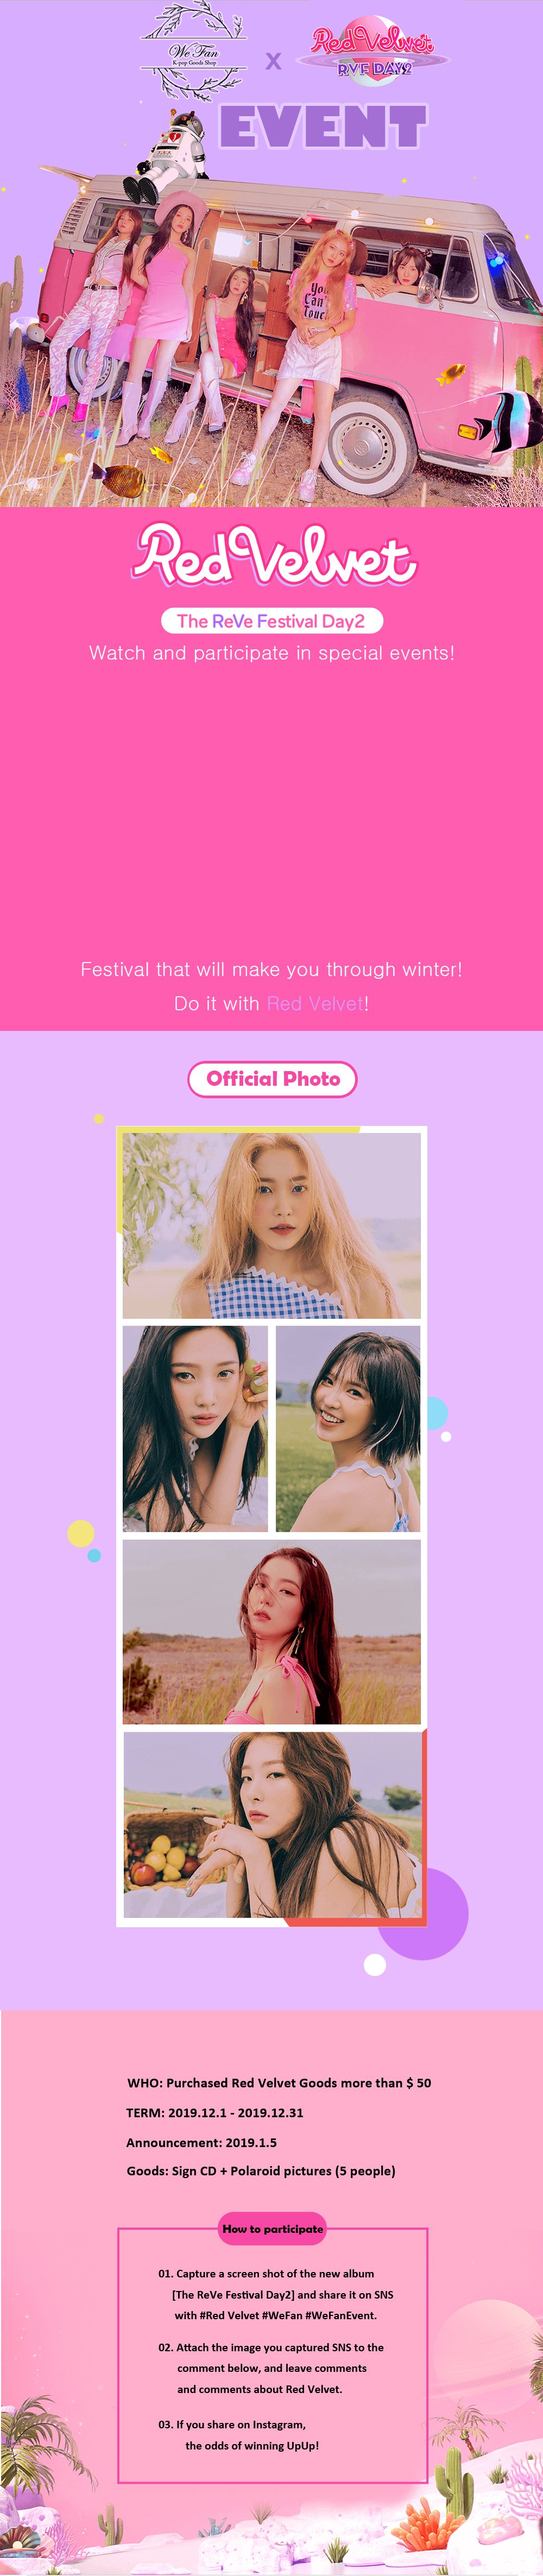 We Fan
K-pop Goods Shop
X
Red Velvet
RVF DAY2
EVENT
You
Can't
Touch
Red Velvet
The ReVe Festival Day2
Watch and participate in special events!
Festival that will make you through winter!
Do it with Red Velvet!
Official Photo
WHO: Purchased Red Velvet Goods more than $ 50
TERM: 2019.12.1 - 2019.12.31
Announcement: 2019.1.5
Goods: Sign CD + Polaroid pictures (5 people)
How to participate
01. Capture a screen shot of the new album
[The ReVe Festival Day2] and share it on SNS
with #Red Velvet #WeFan #WeFanEvent.
02. Attach the image you captured SNS to the
comment below, and leave comments
and comments about Red Velvet.
03. If you share on Instagram,
the odds of winning UpUp!